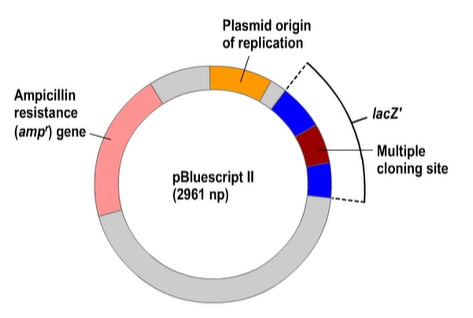 Plasmid origin
of replication
Ampicillin
resistance
(ampʳ) gene
lacZ'
Multiple
cloning site
pBluescript II
(2961 np)